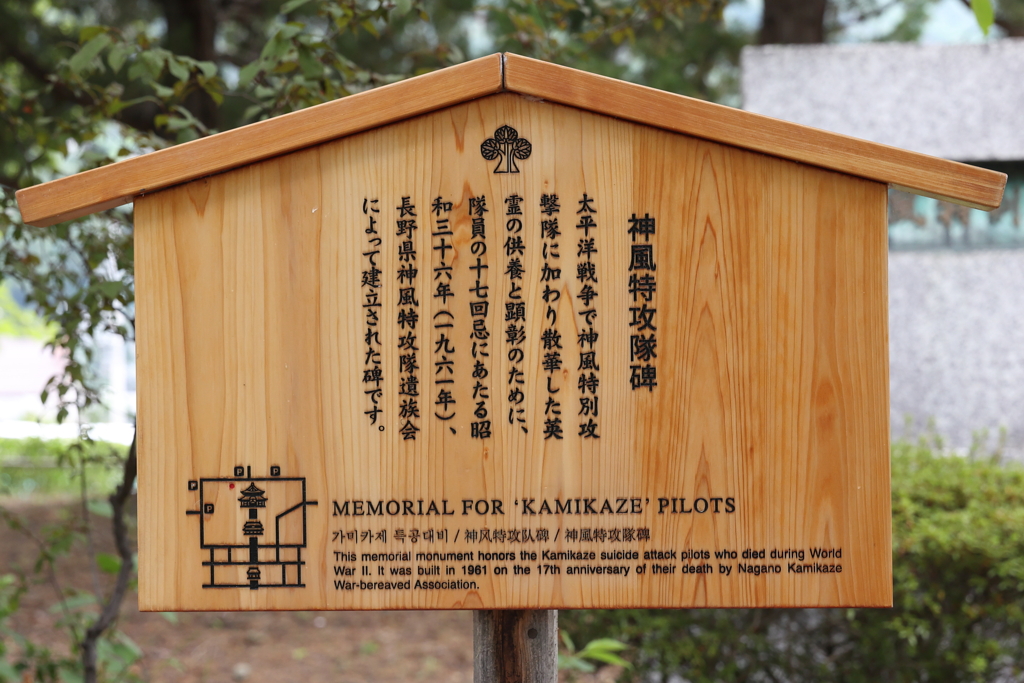 神風特攻隊碑
太平洋戦争で神風特別攻
撃隊に加わり散華した英
霊の供養と顕彰のために、
隊員の十七回忌にあたる昭
和三十六年(一九六一年)、
長野県神風特攻隊遺族会
によって建立された碑です。
P P
P
P
MEMORIAL FOR ‘KAMIKAZE’ PILOTS
가미카제 특공대비 / 神风特攻队碑 / 神風特攻隊碑
This memorial monument honors the Kamikaze suicide attack pilots who died during World
War II. It was built in 1961 on the 17th anniversary of their death by Nagano Kamikaze
War-bereaved Association.